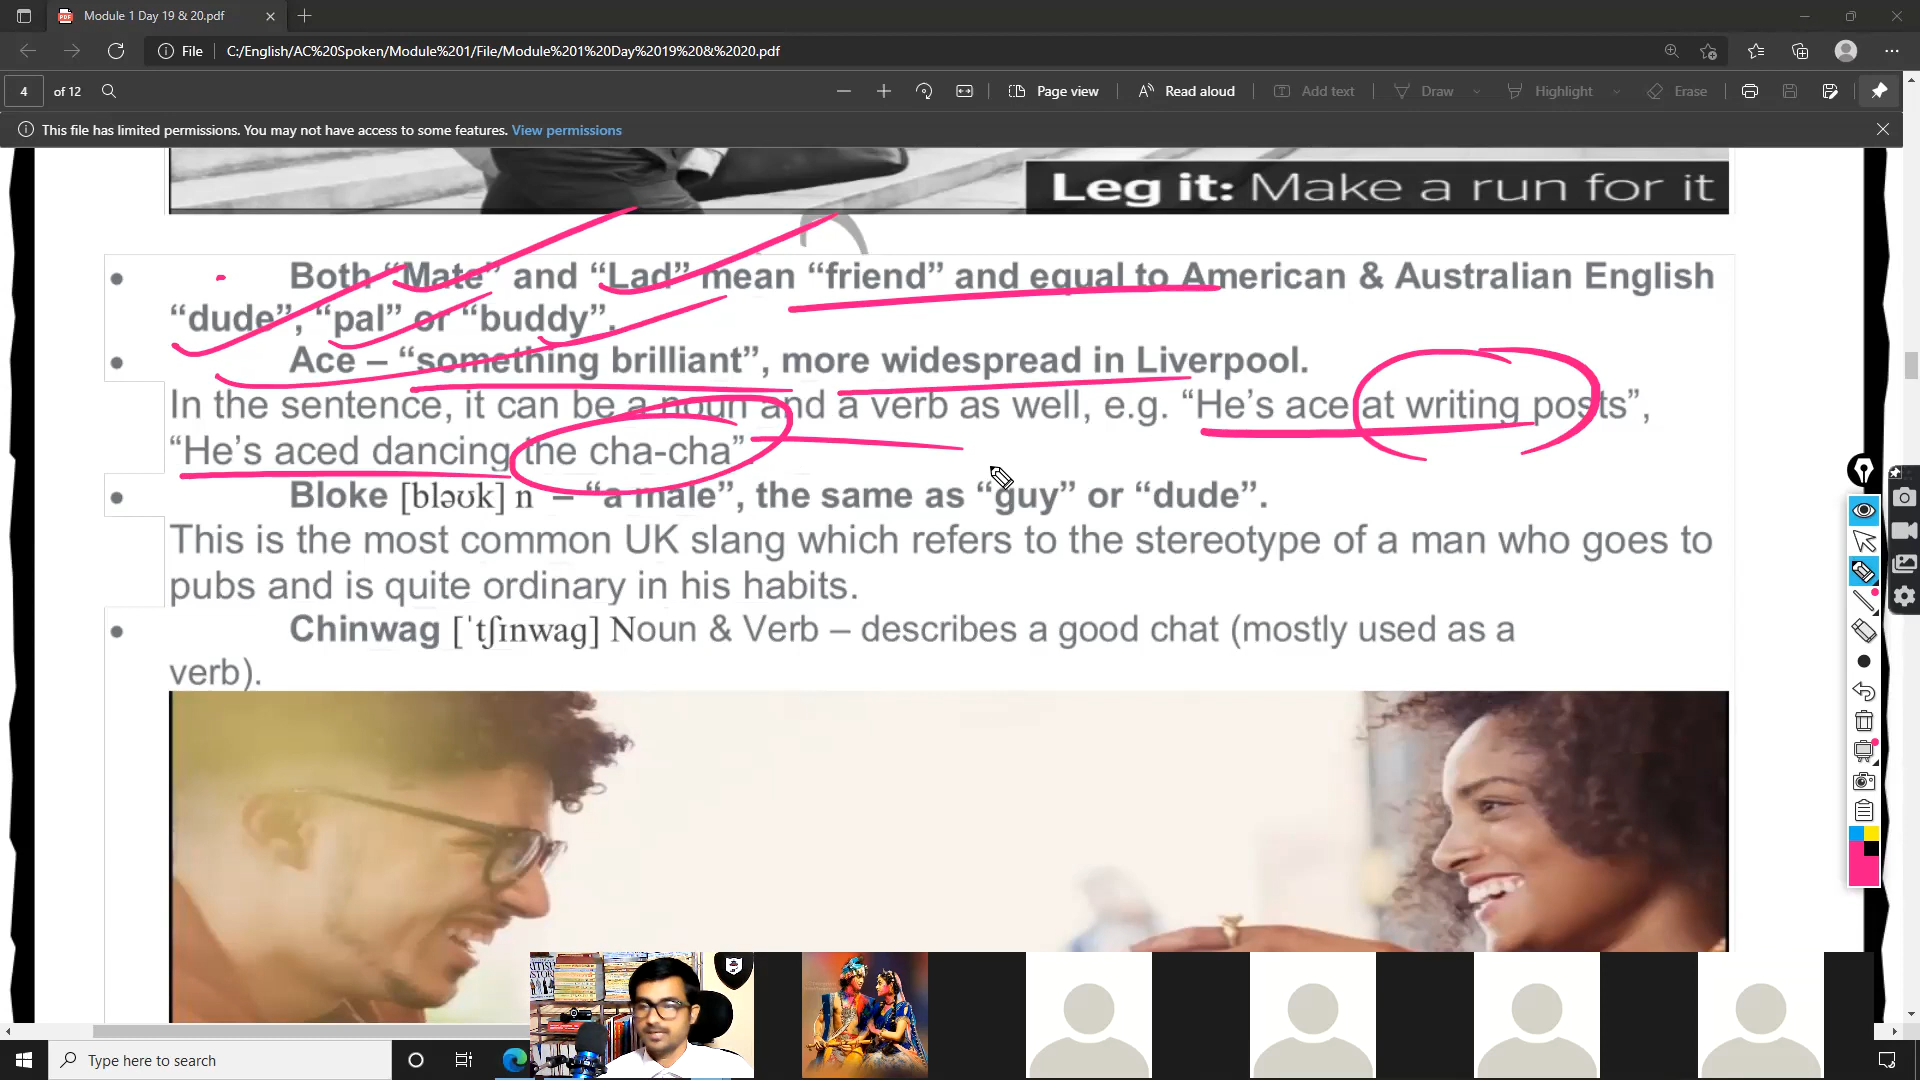 Module 1 Day 19 & 20.pdf
File C:/English/AC%20Spoken/Module%201/File/Module%201%20Day%2019%20&%2020.pdf
4 of 12 Page view Read aloud Add text Draw Highlight Erase
This file has limited permissions. You may not have access to some features. View permissions
Leg it: Make a run for it
• Both “Mate” and “Lad” mean “friend” and equal to American & Australian English
“dude”, “pal” or “buddy”.
• Ace – “something brilliant”, more widespread in Liverpool.
In the sentence, it can be a noun and a verb as well, e.g. “He’s ace at writing posts”,
“He’s aced dancing the cha-cha”
• Bloke [bləʊk] n – “a male”, the same as “guy” or “dude”.
This is the most common UK slang which refers to the stereotype of a man who goes to
pubs and is quite ordinary in his habits.
• Chinwag [ˈtʃɪnwaɡ] Noun & Verb – describes a good chat (mostly used as a
verb).
Type here to search